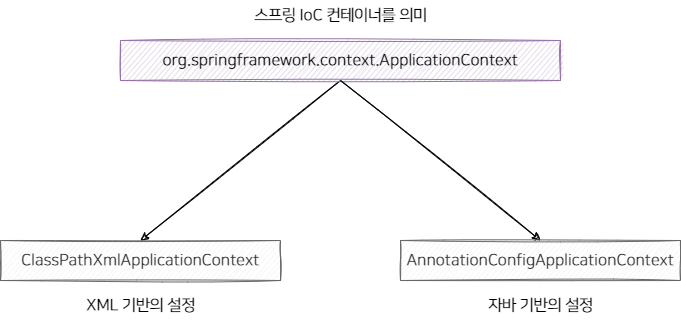 스프링 IoC 컨테이너를 의미
org.springframework.context.ApplicationContext
ClassPathXmlApplicationContext
AnnotationConfigApplicationContext
XML 기반의 설정
자바 기반의 설정